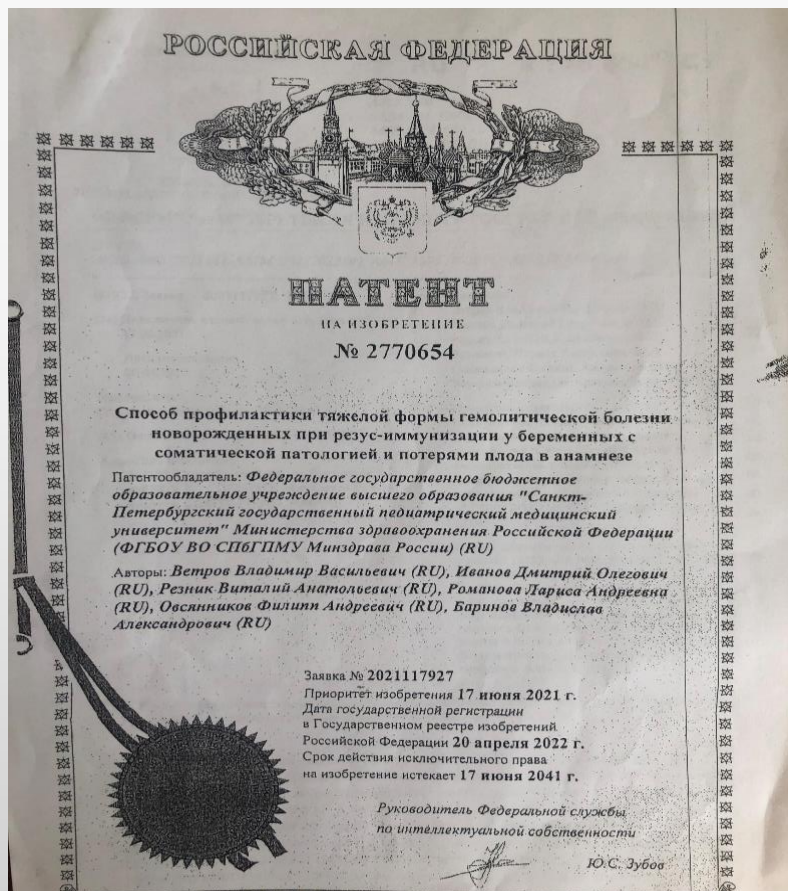 РОССИЙСКАЯ ФЕДЕРАЦИЯ
ПАТЕНТ
НА ИЗОБРЕТЕНИЕ
№ 2770654
Способ профилактики тяжелой формы гемолитической болезни
новорожденных при резус-иммунизации у беременных с
соматической патологией и потерями плода в анамнезе
Патентообладатель: Федеральное государственное бюджетное
образовательное учреждение высшего образования "Санкт-
Петербургский государственный педиатрический медицинский
университет" Министерства здравоохранения Российской Федерации
(ФГБОУ ВО СПбГПМУ Минздрава России) (RU)
Авторы: Ветров Владимир Васильевич (RU), Иванов Дмитрий Олегович
(RU), Резник Виталий Анатольевич (RU), Романова Лариса Андреевна
(RU), Овсянников Филипп Андреевич (RU), Баринов Владислав
Александрович (RU)
Заявка № 2021117927
Приоритет изобретения 17 июня 2021 г.
Дата государственной регистрации
в Государственном реестре изобретений
Российской Федерации 20 апреля 2022 г.
Срок действия исключительного права
на изобретение истекает 17 июня 2041 г.
Руководитель Федеральной службы
по интеллектуальной собственности
Ю.С. Зубов